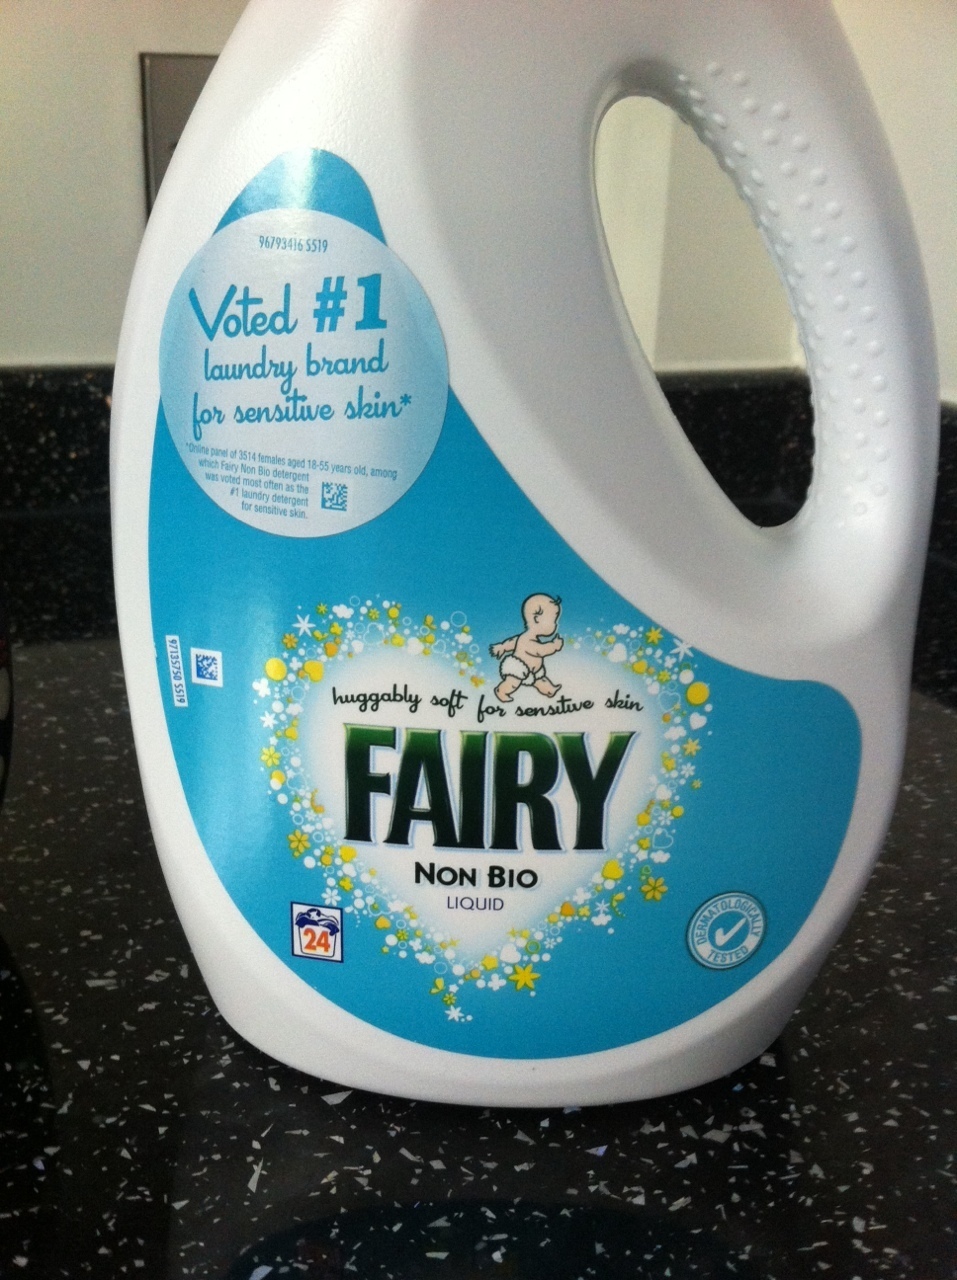 96793416 5519
Voted #1
laundry brand
for sensitive skin*
*Online panel of 3514 females aged 18-55 years old, among
which Fairy Non Bio detergent
was voted most often as the
#1 laundry detergent
for sensitive skin.
97135750 5519
huggably soft for sensitive skin
FAIRY
NON BIO
LIQUID
24
DERMATOLOGICALLY
TESTED